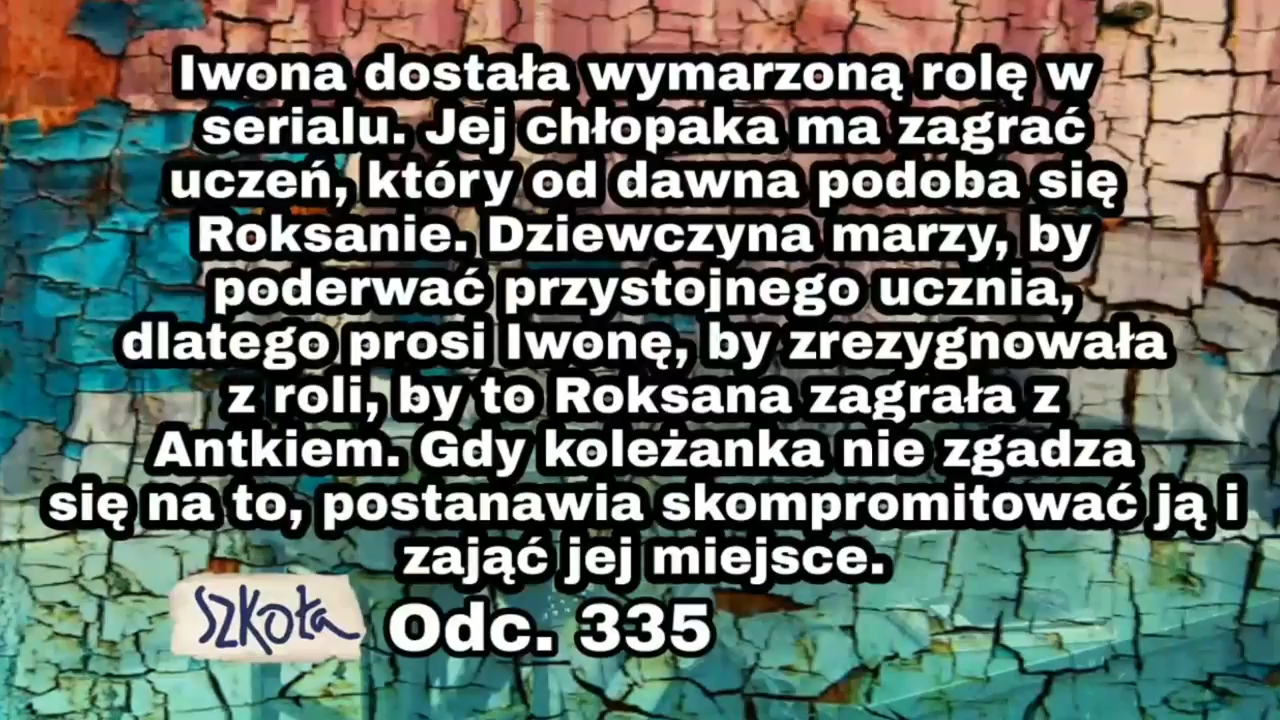 Iwona dostała wymarzoną rolę w
serialu. Jej chłopaka ma zagrać
uczeń, który od dawna podoba się
Roksanie. Dziewczyna marzy, by
poderwać przystojnego ucznia,
dlatego prosi Iwonę, by zrezygnowała
z roli, by to Roksana zagrała z
Antkiem. Gdy koleżanka nie zgadza
się na to, postanawia skompromitować ją i
zająć jej miejsce.
SZKOŁA Odc. 335